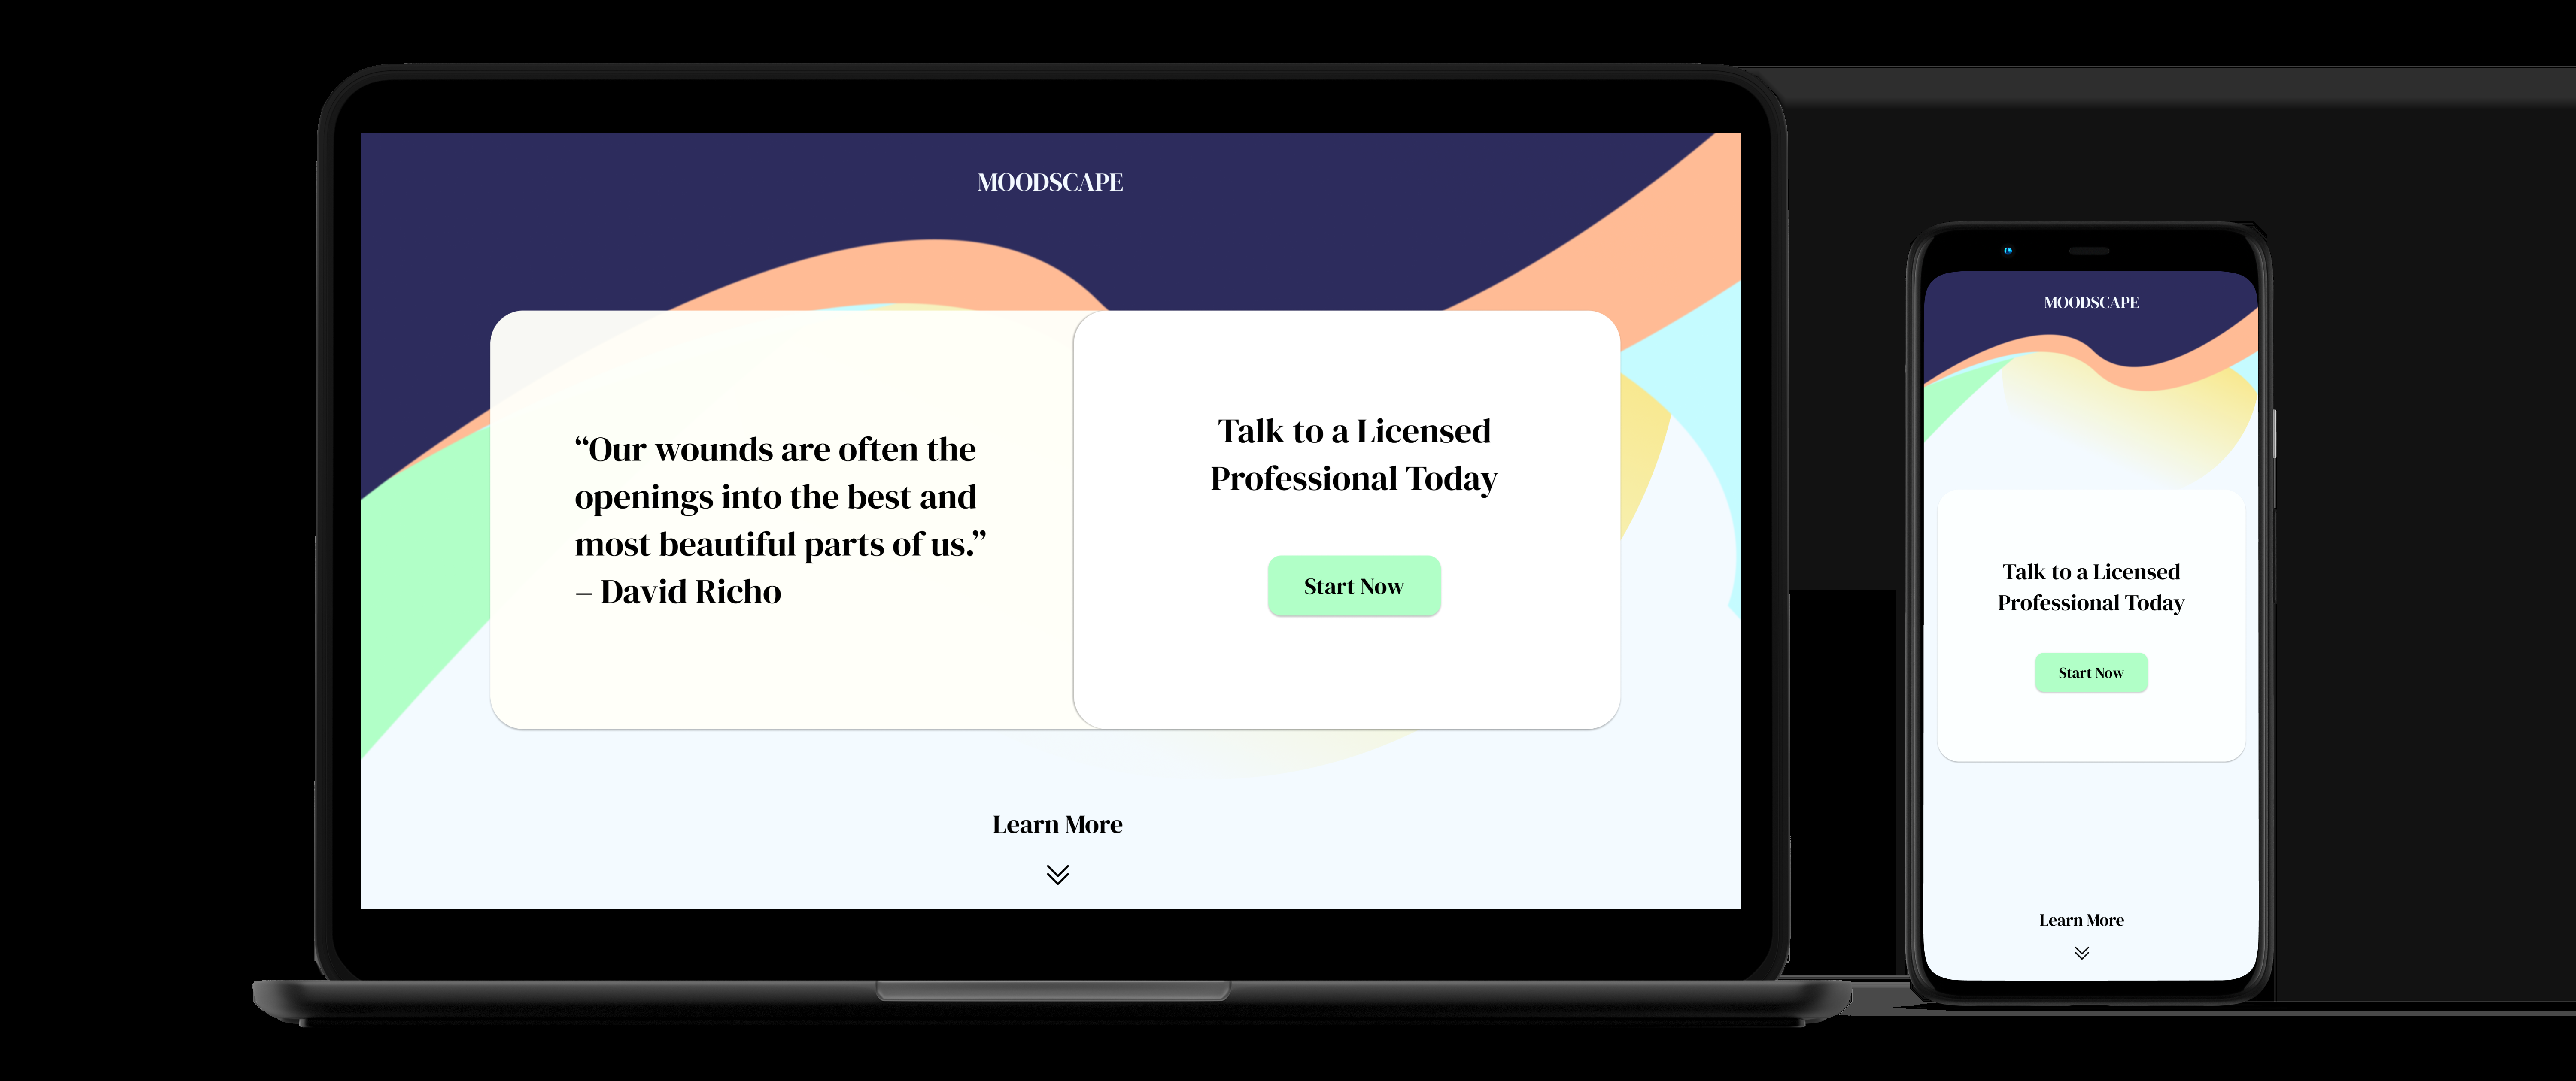 MOODSCAPE
“Our wounds are often the
openings into the best and
most beautiful parts of us.”
– David Richo
Talk to a Licensed
Professional Today
Start Now
Learn More
MOODSCAPE
Talk to a Licensed
Professional Today
Start Now
Learn More